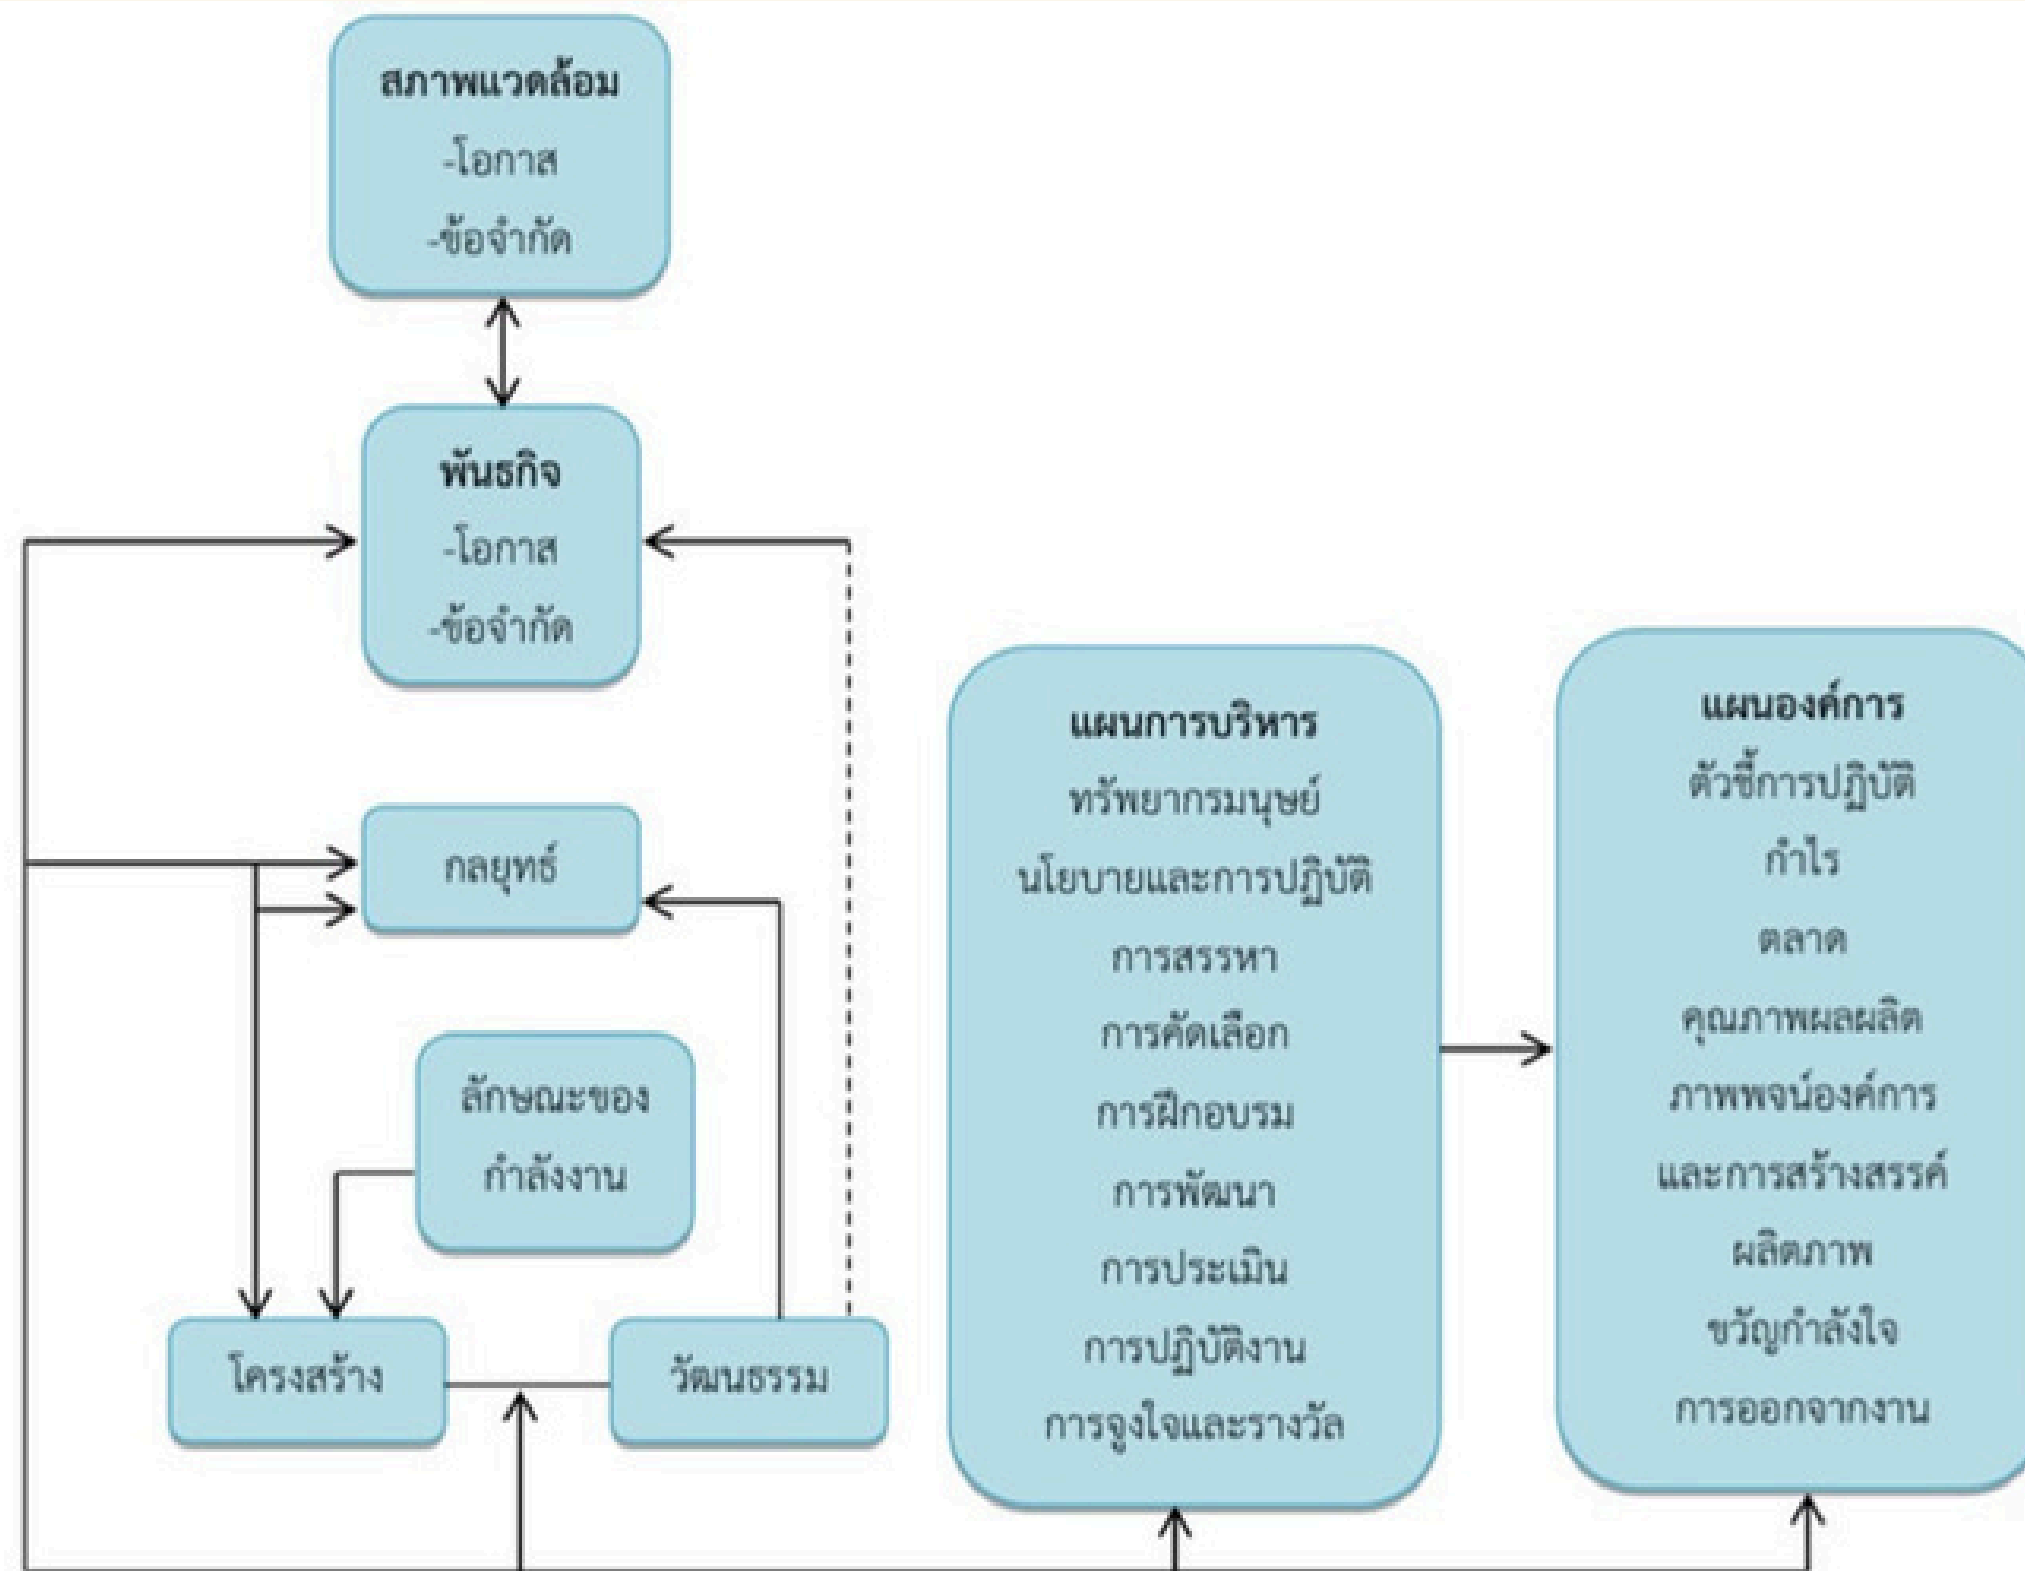 สภาพแวดล้อม
-โอกาส
-ข้อจำกัด
พันธกิจ
-โอกาส
-ข้อจำกัด
กลยุทธ์
ลักษณะของ
กำลังงาน
โครงสร้าง
วัฒนธรรม
แผนการบริหาร
ทรัพยากรมนุษย์
นโยบายและการปฏิบัติ
การสรรหา
การคัดเลือก
การฝึกอบรม
การพัฒนา
การประเมิน
การปฏิบัติงาน
การจูงใจและรางวัล
แผนองค์การ
ตัวชี้การปฏิบัติ
กำไร
ตลาด
คุณภาพผลผลิต
ภาพพจน์องค์การ
และการสร้างสรรค์
ผลิตภาพ
ขวัญกำลังใจ
การออกจากงาน